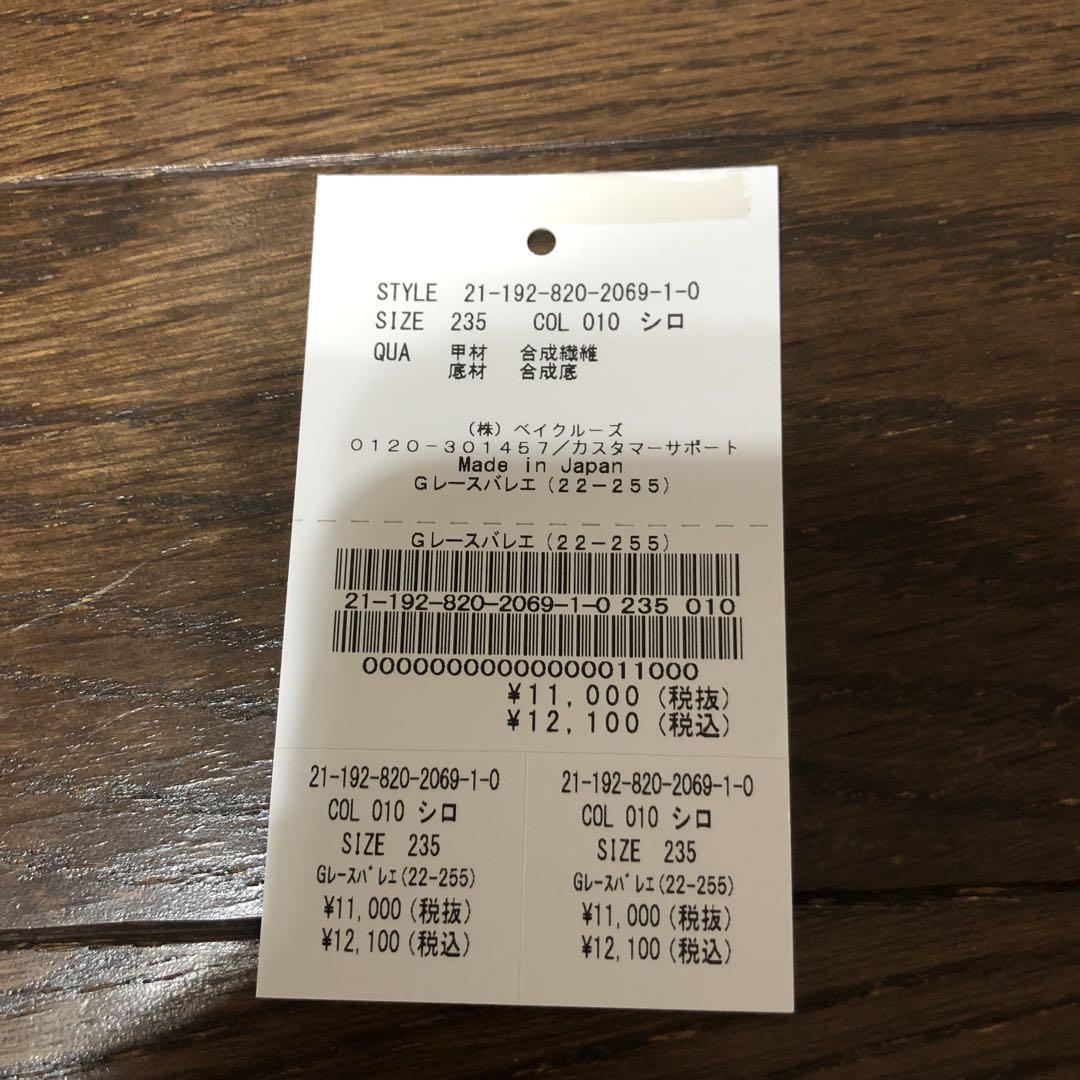 STYLE 21-192-820-2069-1-0
SIZE 235 COL 010 シロ
QUA 甲材 合成繊維
底材 合成底
（株）ベイクルーズ
０１２０－３０１４５７／カスタマーサポート
Made in Japan
Ｇレースバレエ（２２－２５５）
Ｇレースバレエ（２２－２５５）
21-192-820-2069-1-0 235 010
00000000000000011000
¥11,000（税抜）
¥12,100（税込）
21-192-820-2069-1-0
COL 010 シロ
SIZE 235
Gﾚｰｽﾊﾞﾚｴ(22-255)
¥11,000(税抜)
¥12,100(税込)
21-192-820-2069-1-0
COL 010 シロ
SIZE 235
Gﾚｰｽﾊﾞﾚｴ(22-255)
¥11,000(税抜)
¥12,100(税込)